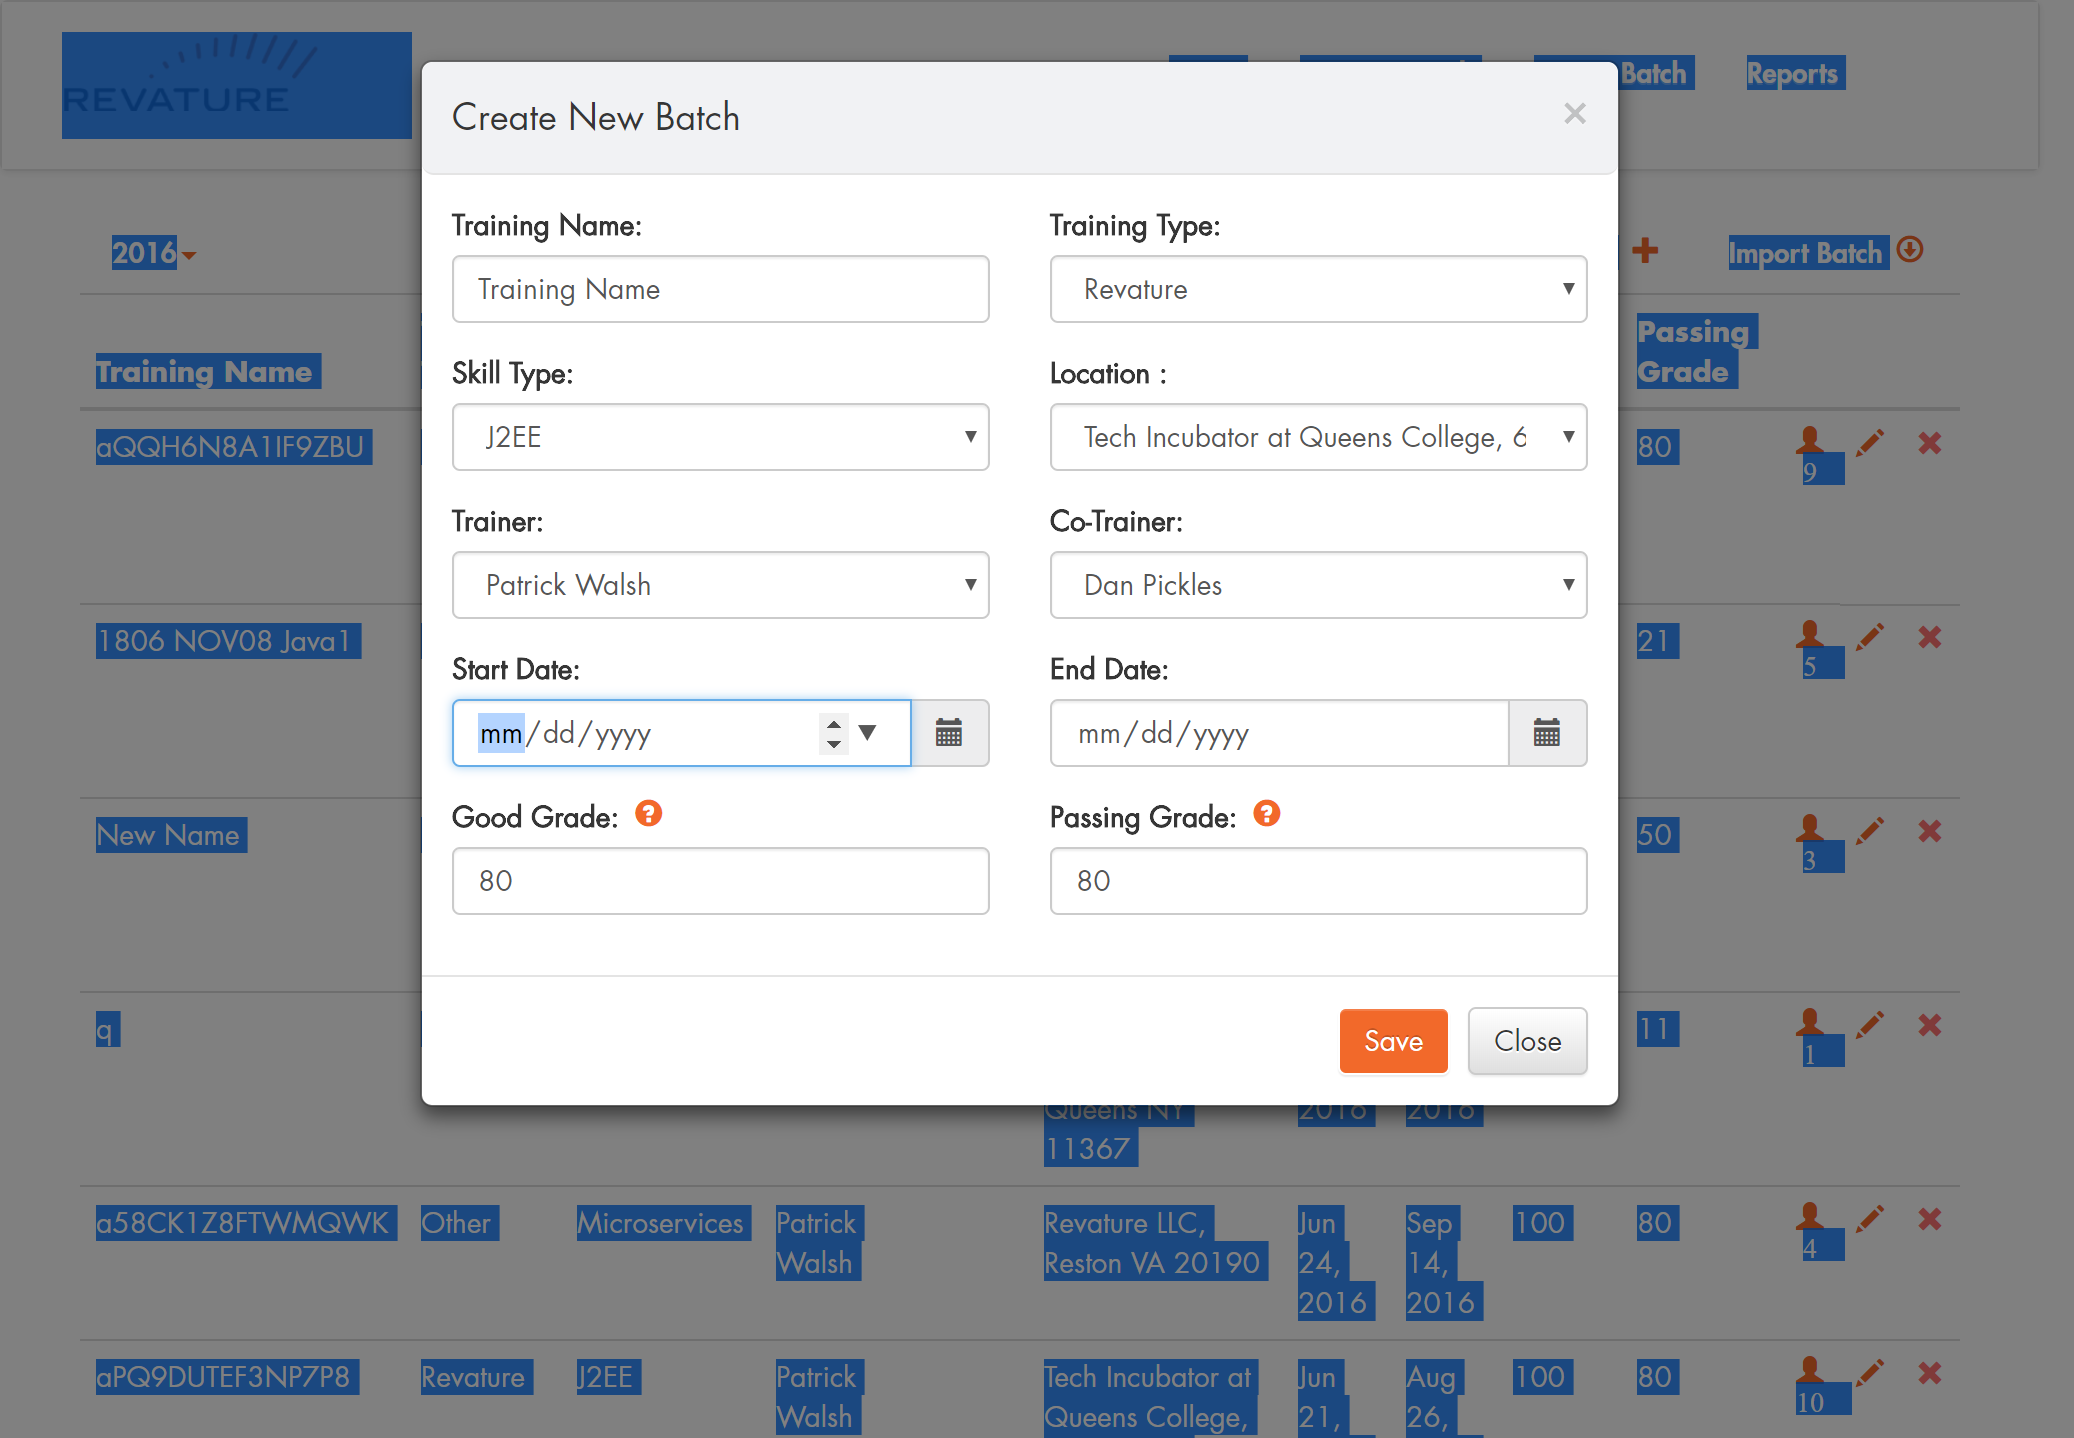 REVATURE
Batch
Reports
Create New Batch
×
2016
Import Batch
Training Name
Passing
Grade
Training Name:
Training Type:
Training Name
Revature
Skill Type:
Location :
J2EE
Tech Incubator at Queens College, 6
Trainer:
Co-Trainer:
Patrick Walsh
Dan Pickles
Start Date:
End Date:
mm/dd/yyyy
mm/dd/yyyy
Good Grade: ?
Passing Grade: ?
80
80
Save
Close
aQQH6N8A1IF9ZBU
80
9
1806 NOV08 Java1
21
5
New Name
50
3
q
11
1
Queens NY
11367
2016
2016
a58CK1Z8FTWMQWK
Other
Microservices
Patrick
Walsh
Revature LLC,
Reston VA 20190
Jun
24,
2016
Sep
14,
2016
100
80
4
aPQ9DUTEF3NP7P8
Revature
J2EE
Patrick
Walsh
Tech Incubator at
Queens College,
Jun
21,
Aug
26,
100
80
10